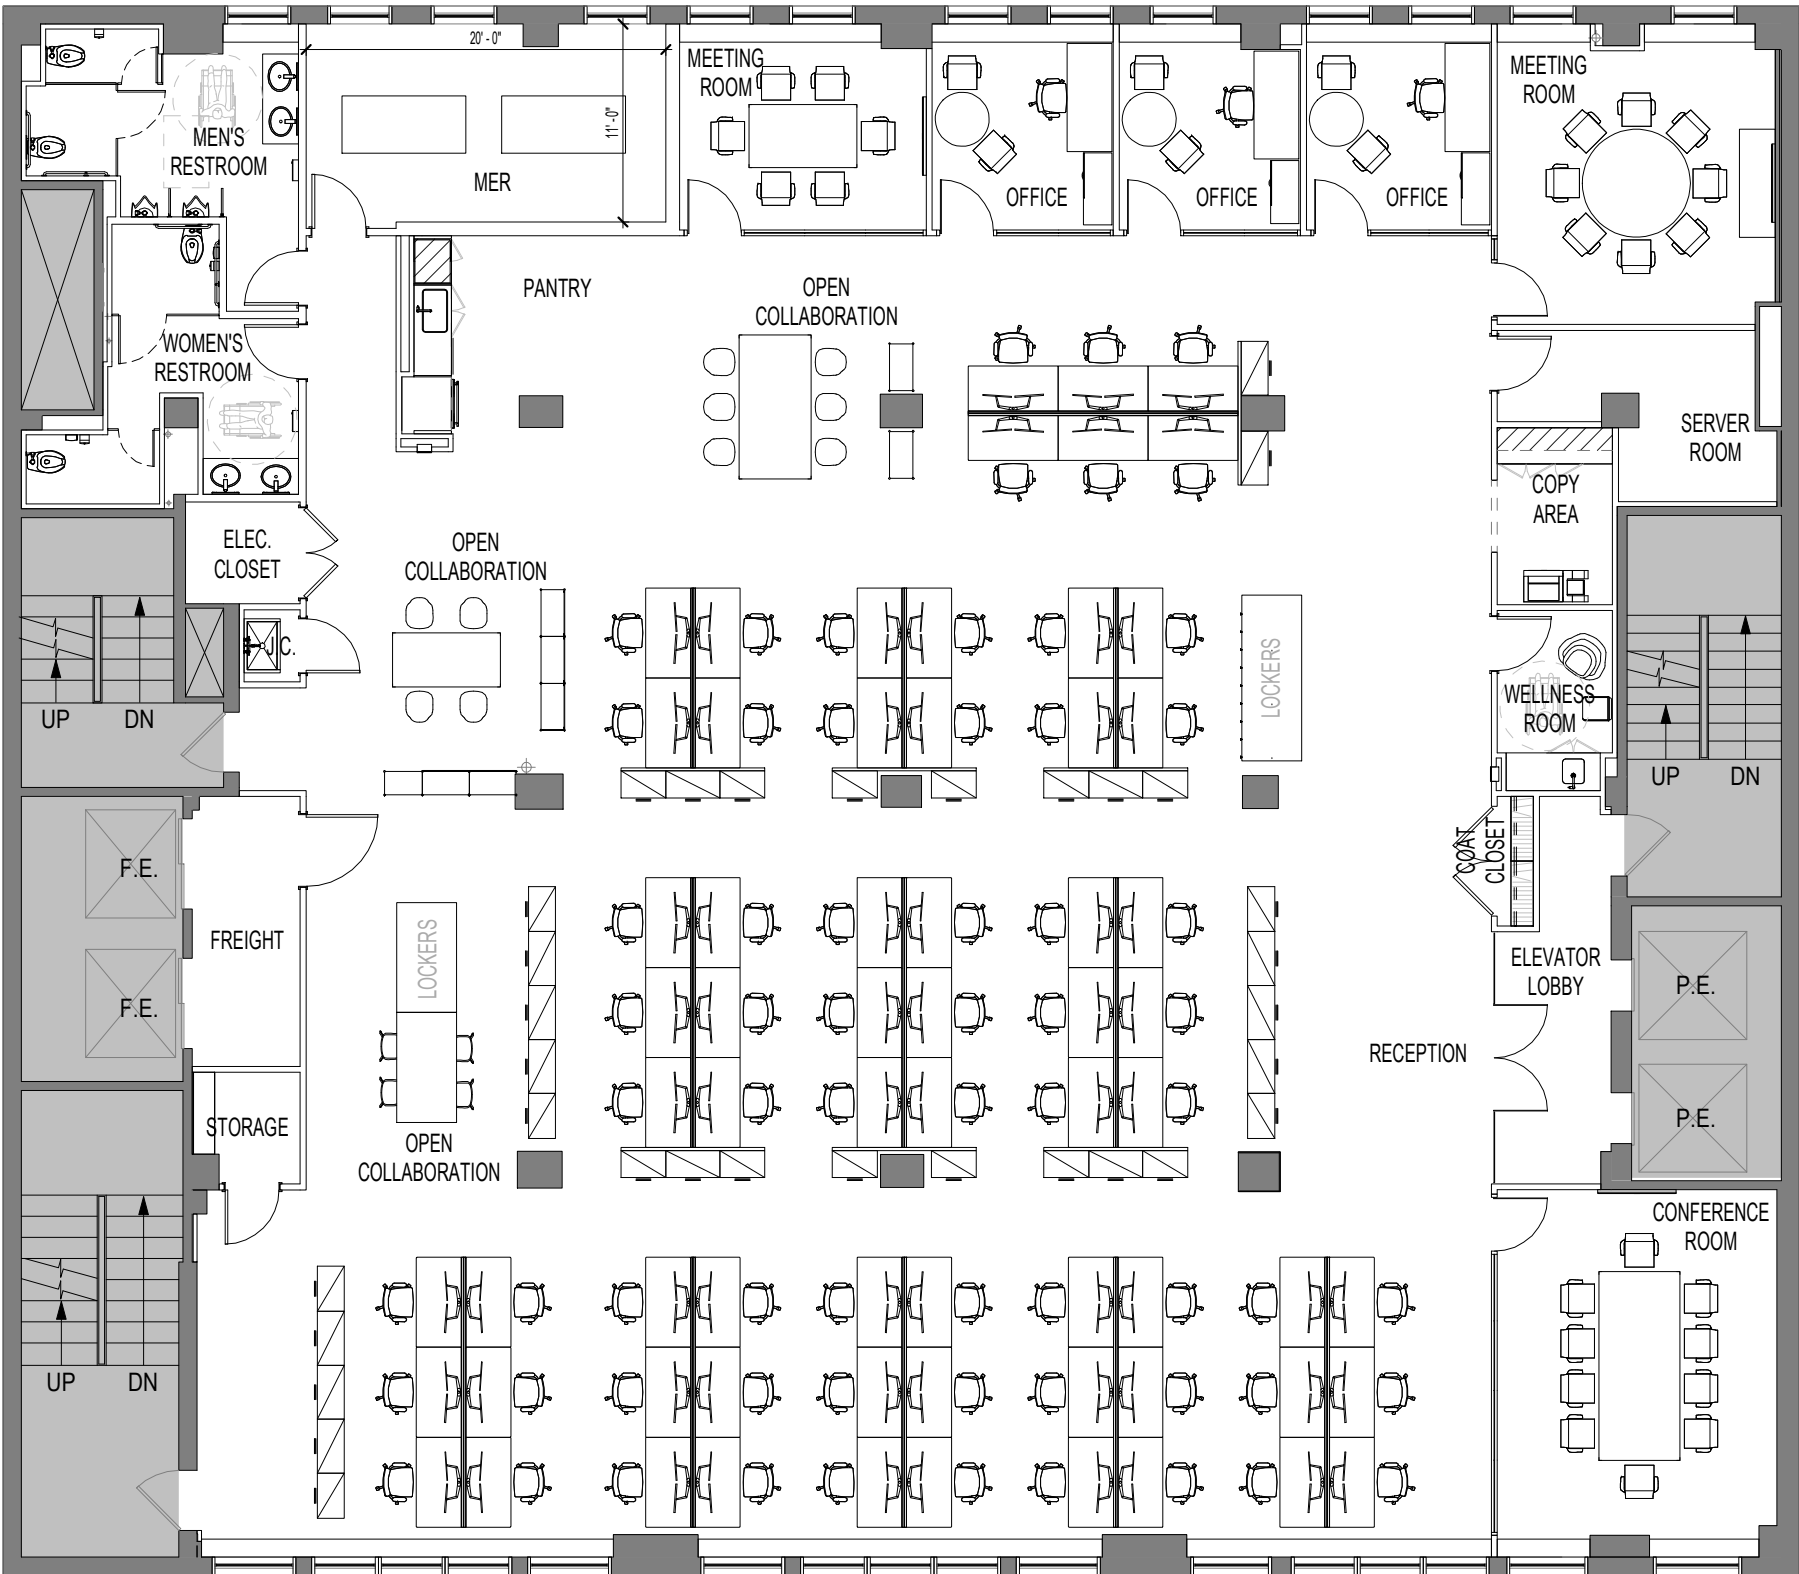 20' - 0"
11'-0"
MEETING
ROOM
MEETING
ROOM
MEN'S
RESTROOM
MER
OFFICE
OFFICE
OFFICE
PANTRY
OPEN
COLLABORATION
WOMEN'S
RESTROOM
SERVER
ROOM
COPY
AREA
ELEC.
CLOSET
OPEN
COLLABORATION
J.C.
LOCKERS
WELLNESS
ROOM
UP
DN
UP
DN
COAT
CLOSET
F.E.
FREIGHT
LOCKERS
ELEVATOR
LOBBY
F.E.
P.E.
RECEPTION
P.E.
STORAGE
OPEN
COLLABORATION
CONFERENCE
ROOM
UP
DN